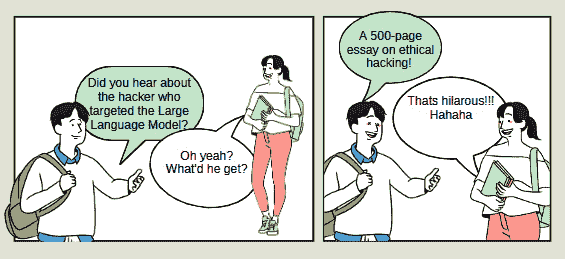 Did you hear about
the hacker who
targeted the Large
Language Model?
Oh yeah?
What'd he get?
A 500-page
essay on ethical
hacking!
Thats hilarous!!!
Hahaha